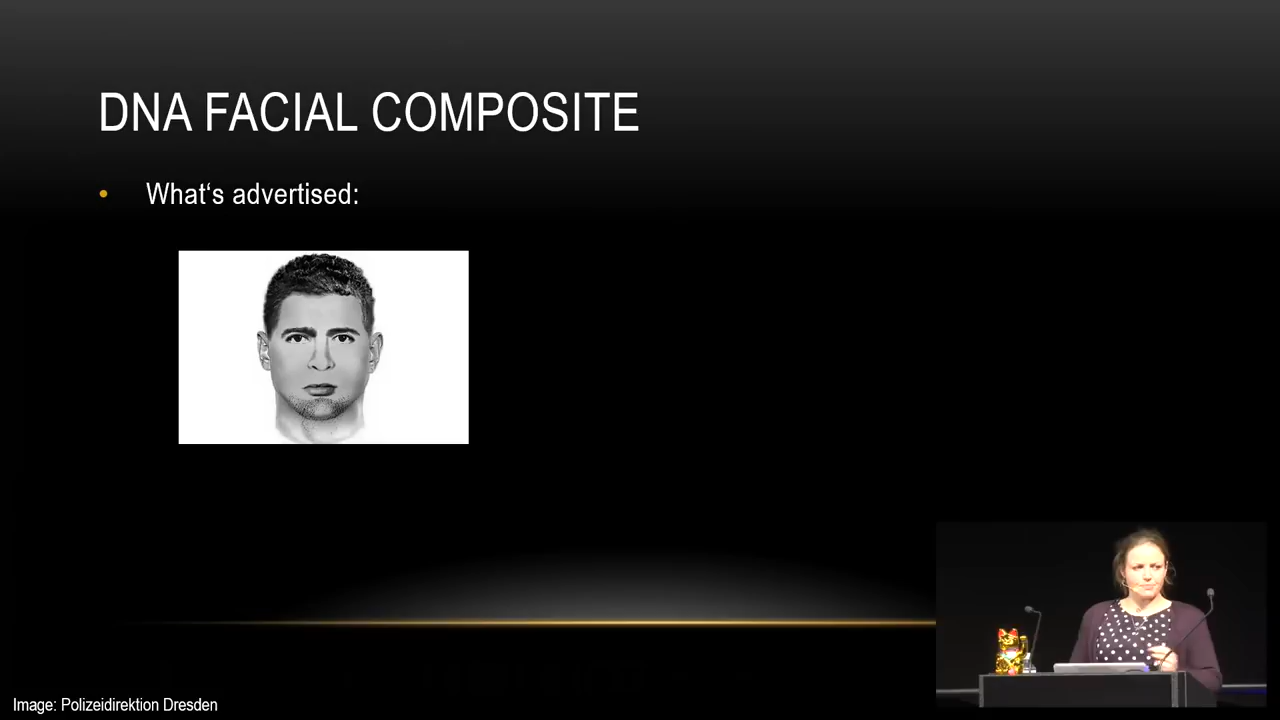 DNA FACIAL COMPOSITE
• What‘s advertised:
Image: Polizeidirektion Dresden